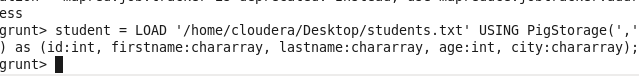 ess
grunt> student = LOAD '/home/cloudera/Desktop/students.txt' USING PigStorage(','
) as (id:int, firstname:chararray, lastname:chararray, age:int, city:chararray);
grunt>